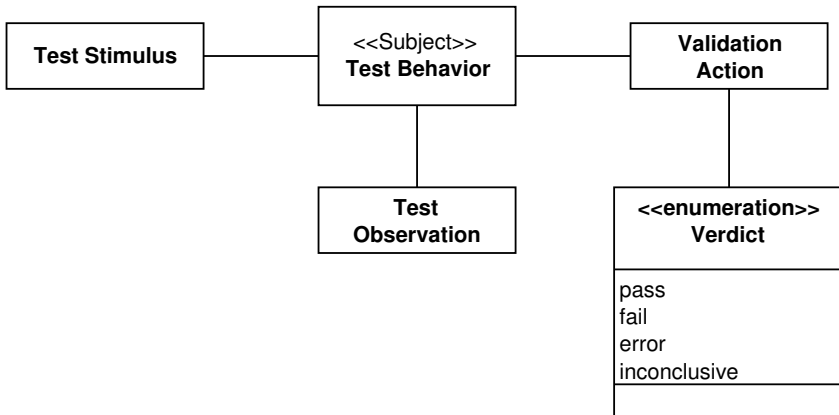 Test Stimulus
<<Subject>>
Test Behavior
Validation
Action
Test
Observation
<<enumeration>>
Verdict
pass
fail
error
inconclusive